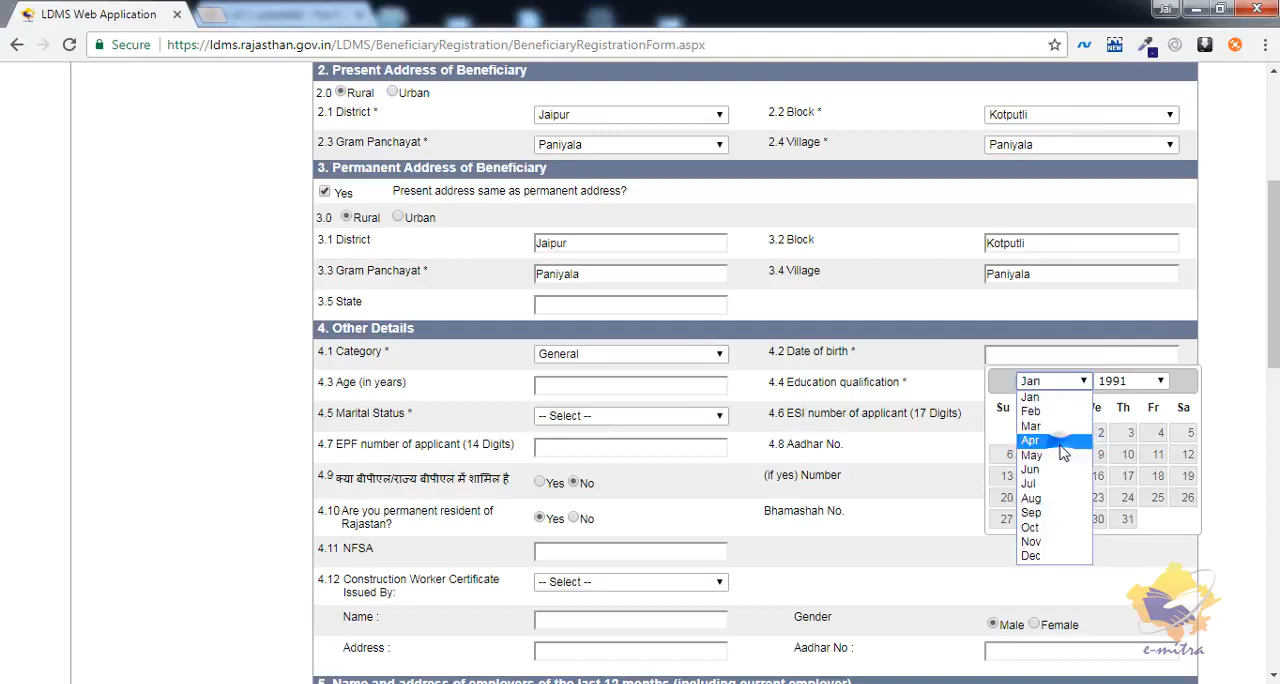 LDMS Web Application
Jai
Secure https://ldms.rajasthan.gov.in/LDMS/BeneficiaryRegistration/BeneficiaryRegistrationForm.aspx
NEW
2. Present Address of Beneficiary
2.0 Rural Urban
2.1 District * Jaipur 2.2 Block * Kotputli
2.3 Gram Panchayat * Paniyala 2.4 Village * Paniyala
3. Permanent Address of Beneficiary
Yes Present address same as permanent address?
3.0 Rural Urban
3.1 District Jaipur 3.2 Block Kotputli
3.3 Gram Panchayat * Paniyala 3.4 Village Paniyala
3.5 State
4. Other Details
4.1 Category * General 4.2 Date of birth *
4.3 Age (in years) 4.4 Education qualification *
4.5 Marital Status * -- Select -- 4.6 ESI number of applicant (17 Digits)
4.7 EPF number of applicant (14 Digits) 4.8 Aadhar No.
4.9 क्या बीपीएल/राज्य बीपीएल में शामिल है Yes No (if yes) Number
4.10 Are you permanent resident of Rajastan? Yes No Bhamashah No.
4.11 NFSA
4.12 Construction Worker Certificate Issued By: -- Select --
Name : Gender Male Female
Address : Aadhar No :
5. Name and address of employers of the last 12 months (including current employer)
Jan 1991
Jan
Feb
Mar
Apr
May
Jun
Jul
Aug
Sep
Oct
Nov
Dec
Su We Th Fr Sa
2 3 4 5
6 9 10 11 12
13 16 17 18 19
20 23 24 25 26
27 30 31
e-mitra